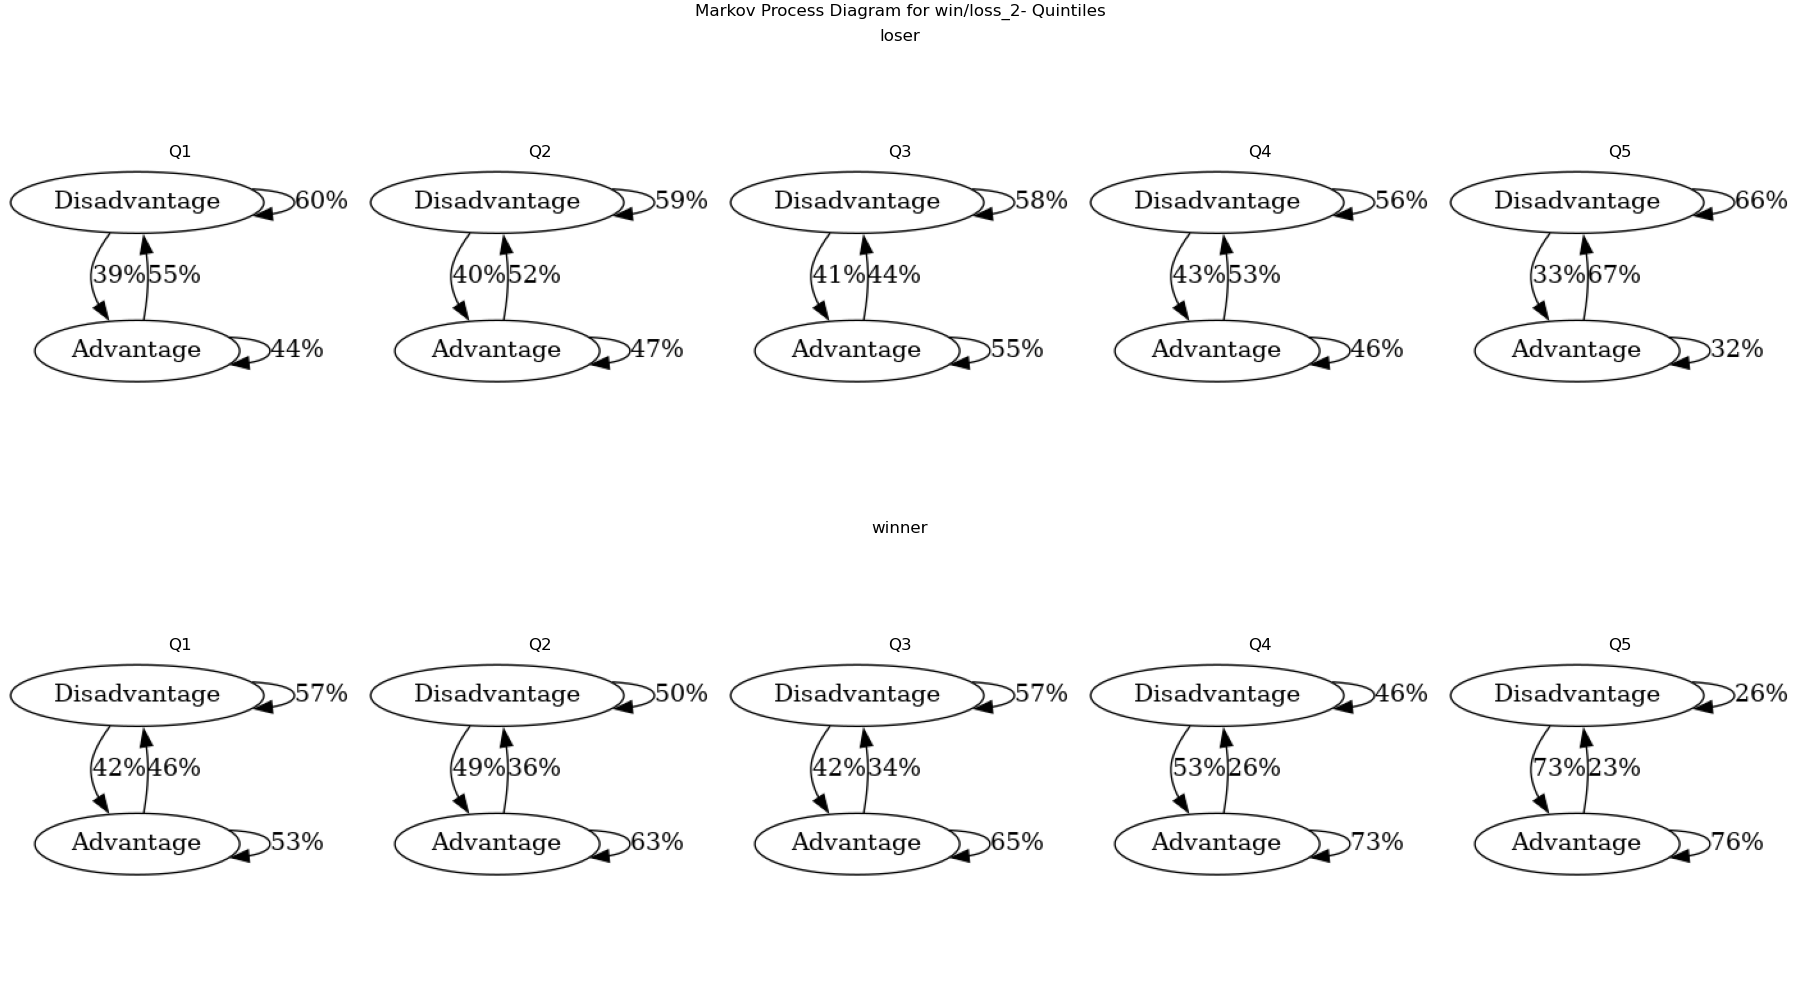 Markov Process Diagram for win/loss_2- Quintiles
loser
Q1 Q2 Q3 Q4 Q5
Disadvantage 60% Disadvantage 59% Disadvantage 58% Disadvantage 56% Disadvantage 66%
39% 55% 40% 52% 41% 44% 43% 53% 33% 67%
Advantage 44% Advantage 47% Advantage 55% Advantage 46% Advantage 32%
winner
Q1 Q2 Q3 Q4 Q5
Disadvantage 57% Disadvantage 50% Disadvantage 57% Disadvantage 46% Disadvantage 26%
42% 46% 49% 36% 42% 34% 53% 26% 73% 23%
Advantage 53% Advantage 63% Advantage 65% Advantage 73% Advantage 76%